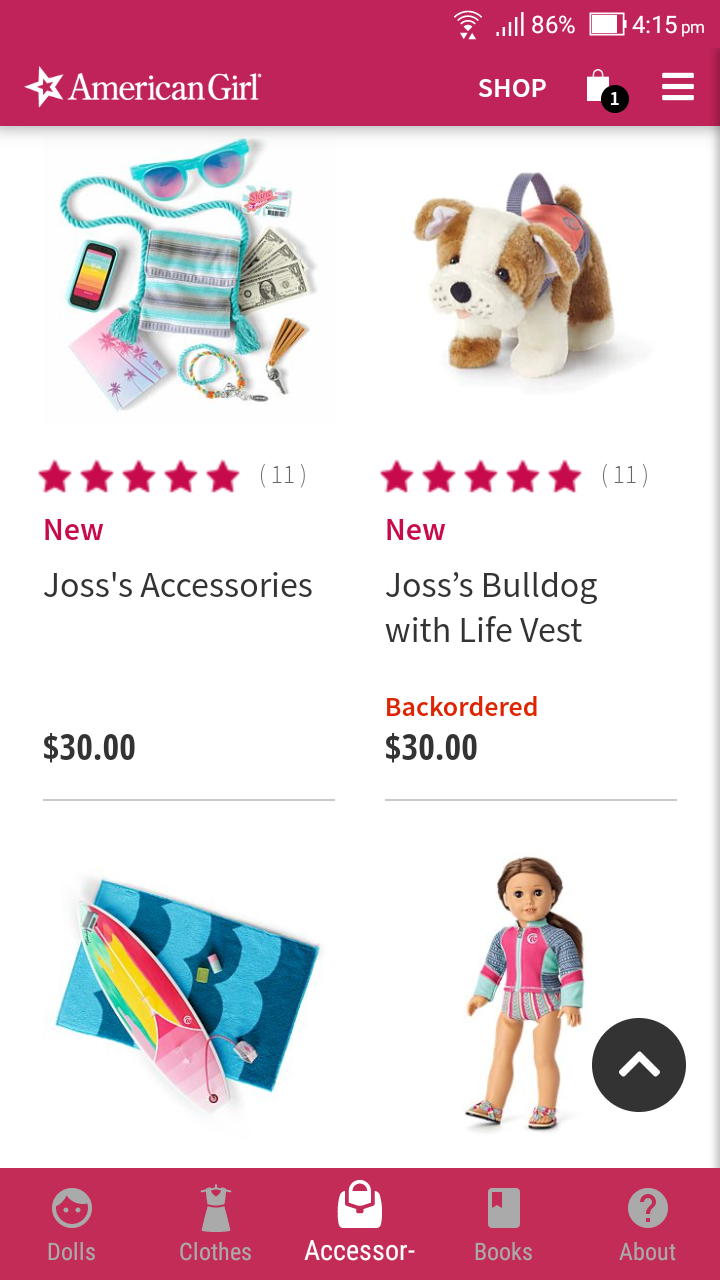 86% 4:15 pm
American Girl
SHOP
1
( 11 )
( 11 )
New
New
Joss's Accessories
Joss’s Bulldog
with Life Vest
Backordered
$30.00
$30.00
Dolls
Clothes
Accessor-
Books
About